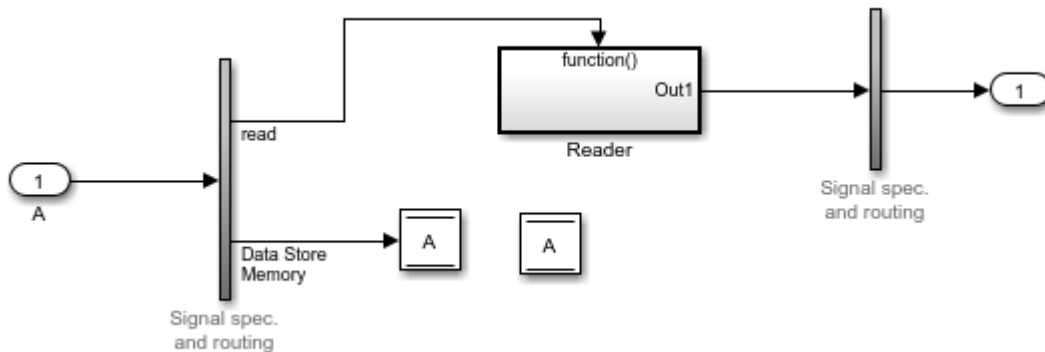 function()
Out1
Reader
1
read
1
A
Signal spec.
and routing
A
A
Data Store
Memory
Signal spec.
and routing